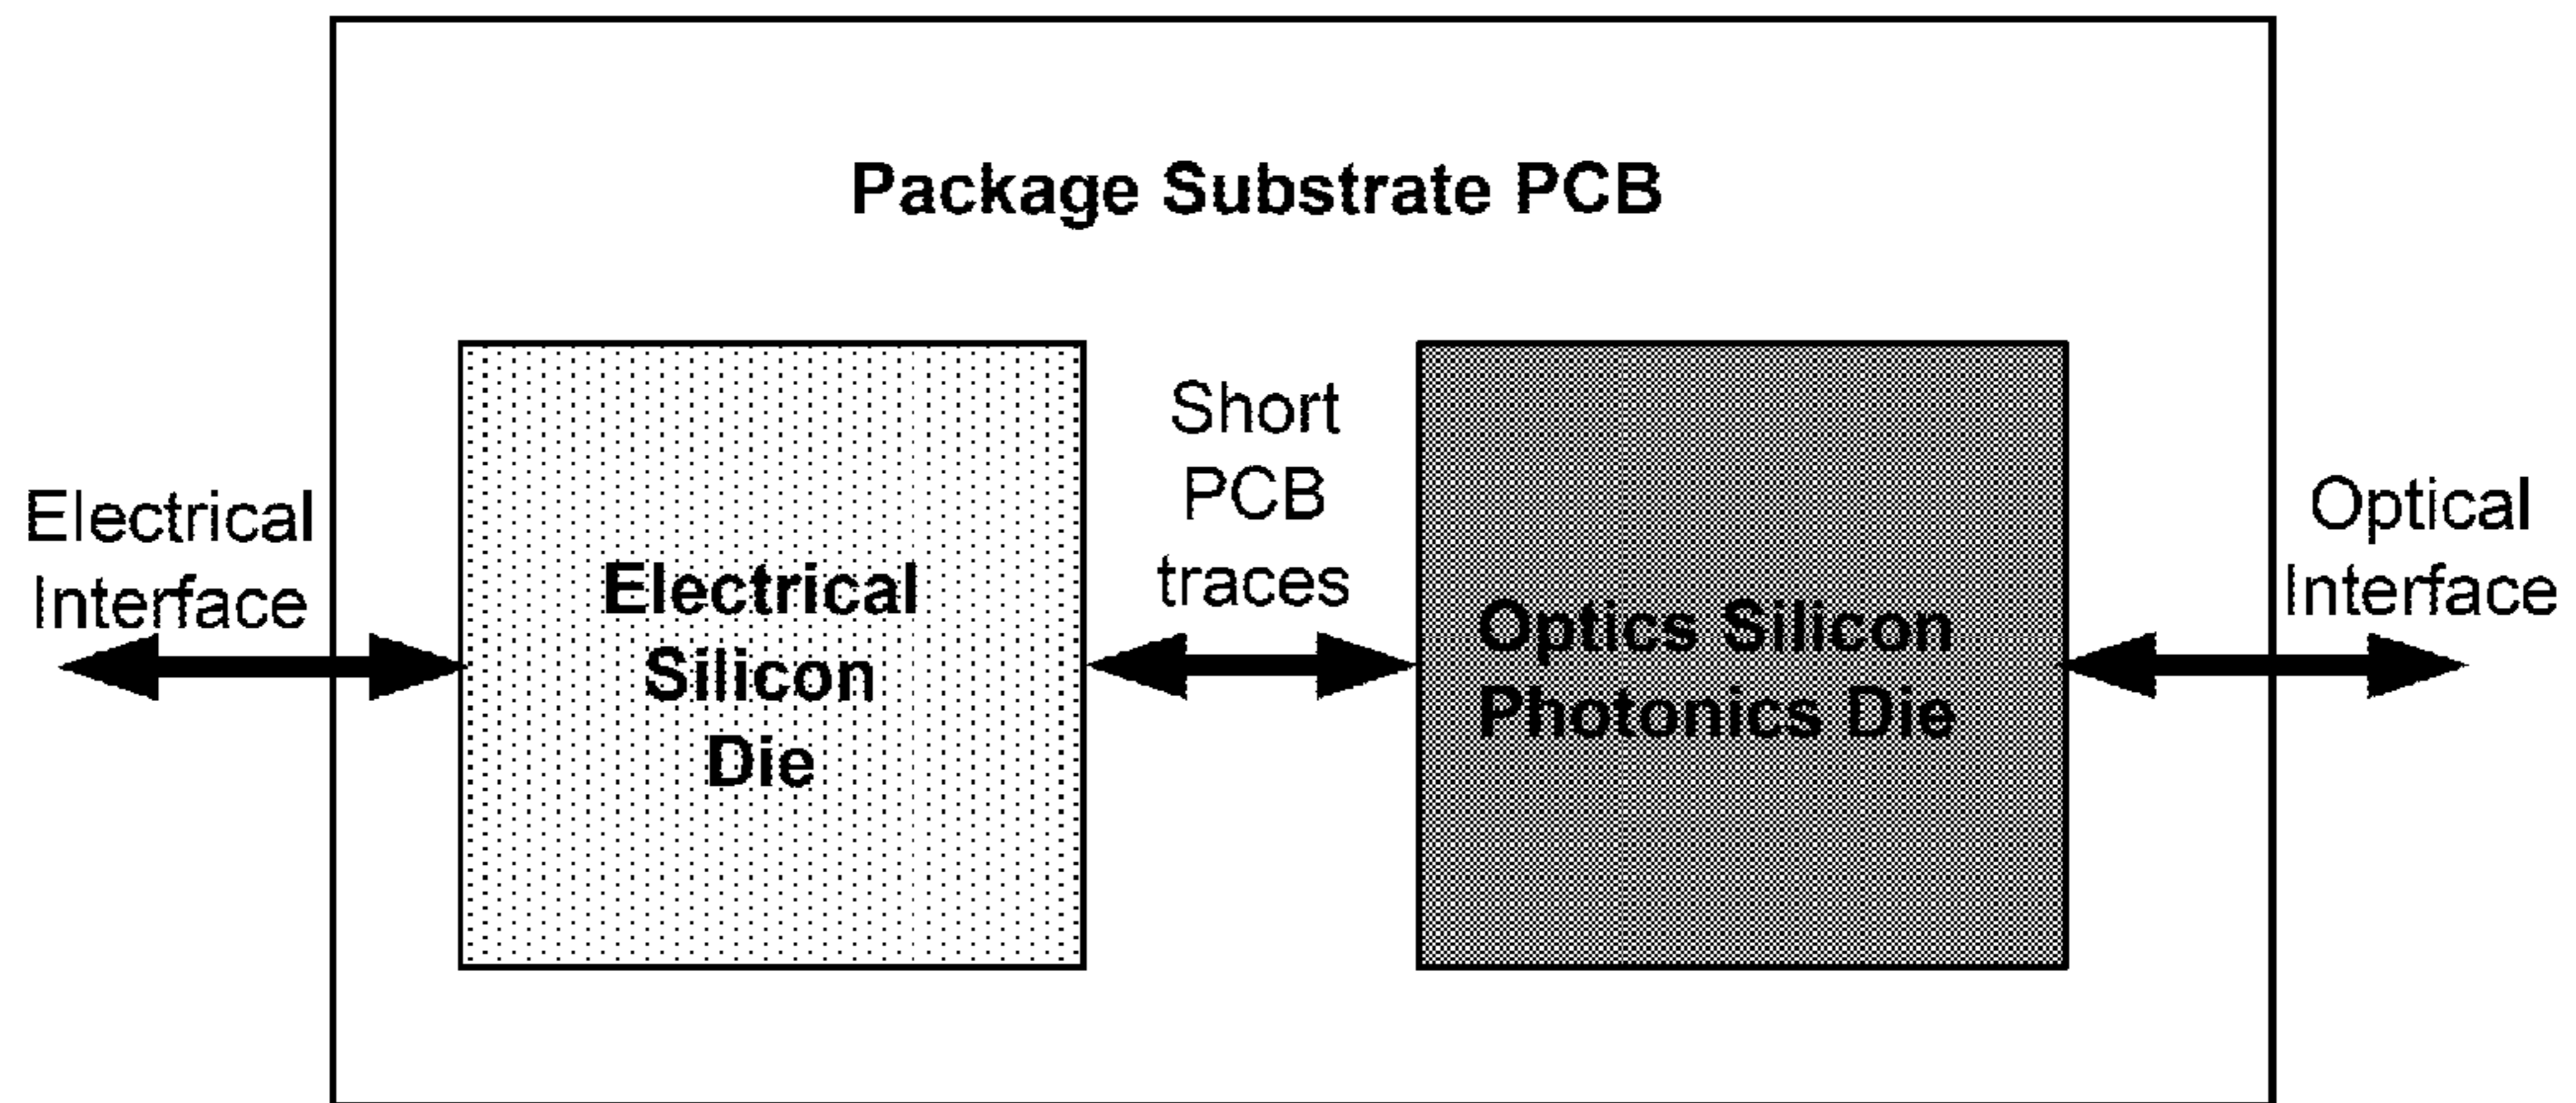 Package Substrate PCB
Electrical
Interface
Electrical
Silicon
Die
Short
PCB
traces
Optics Silicon
Photonics Die
Optical
Interface